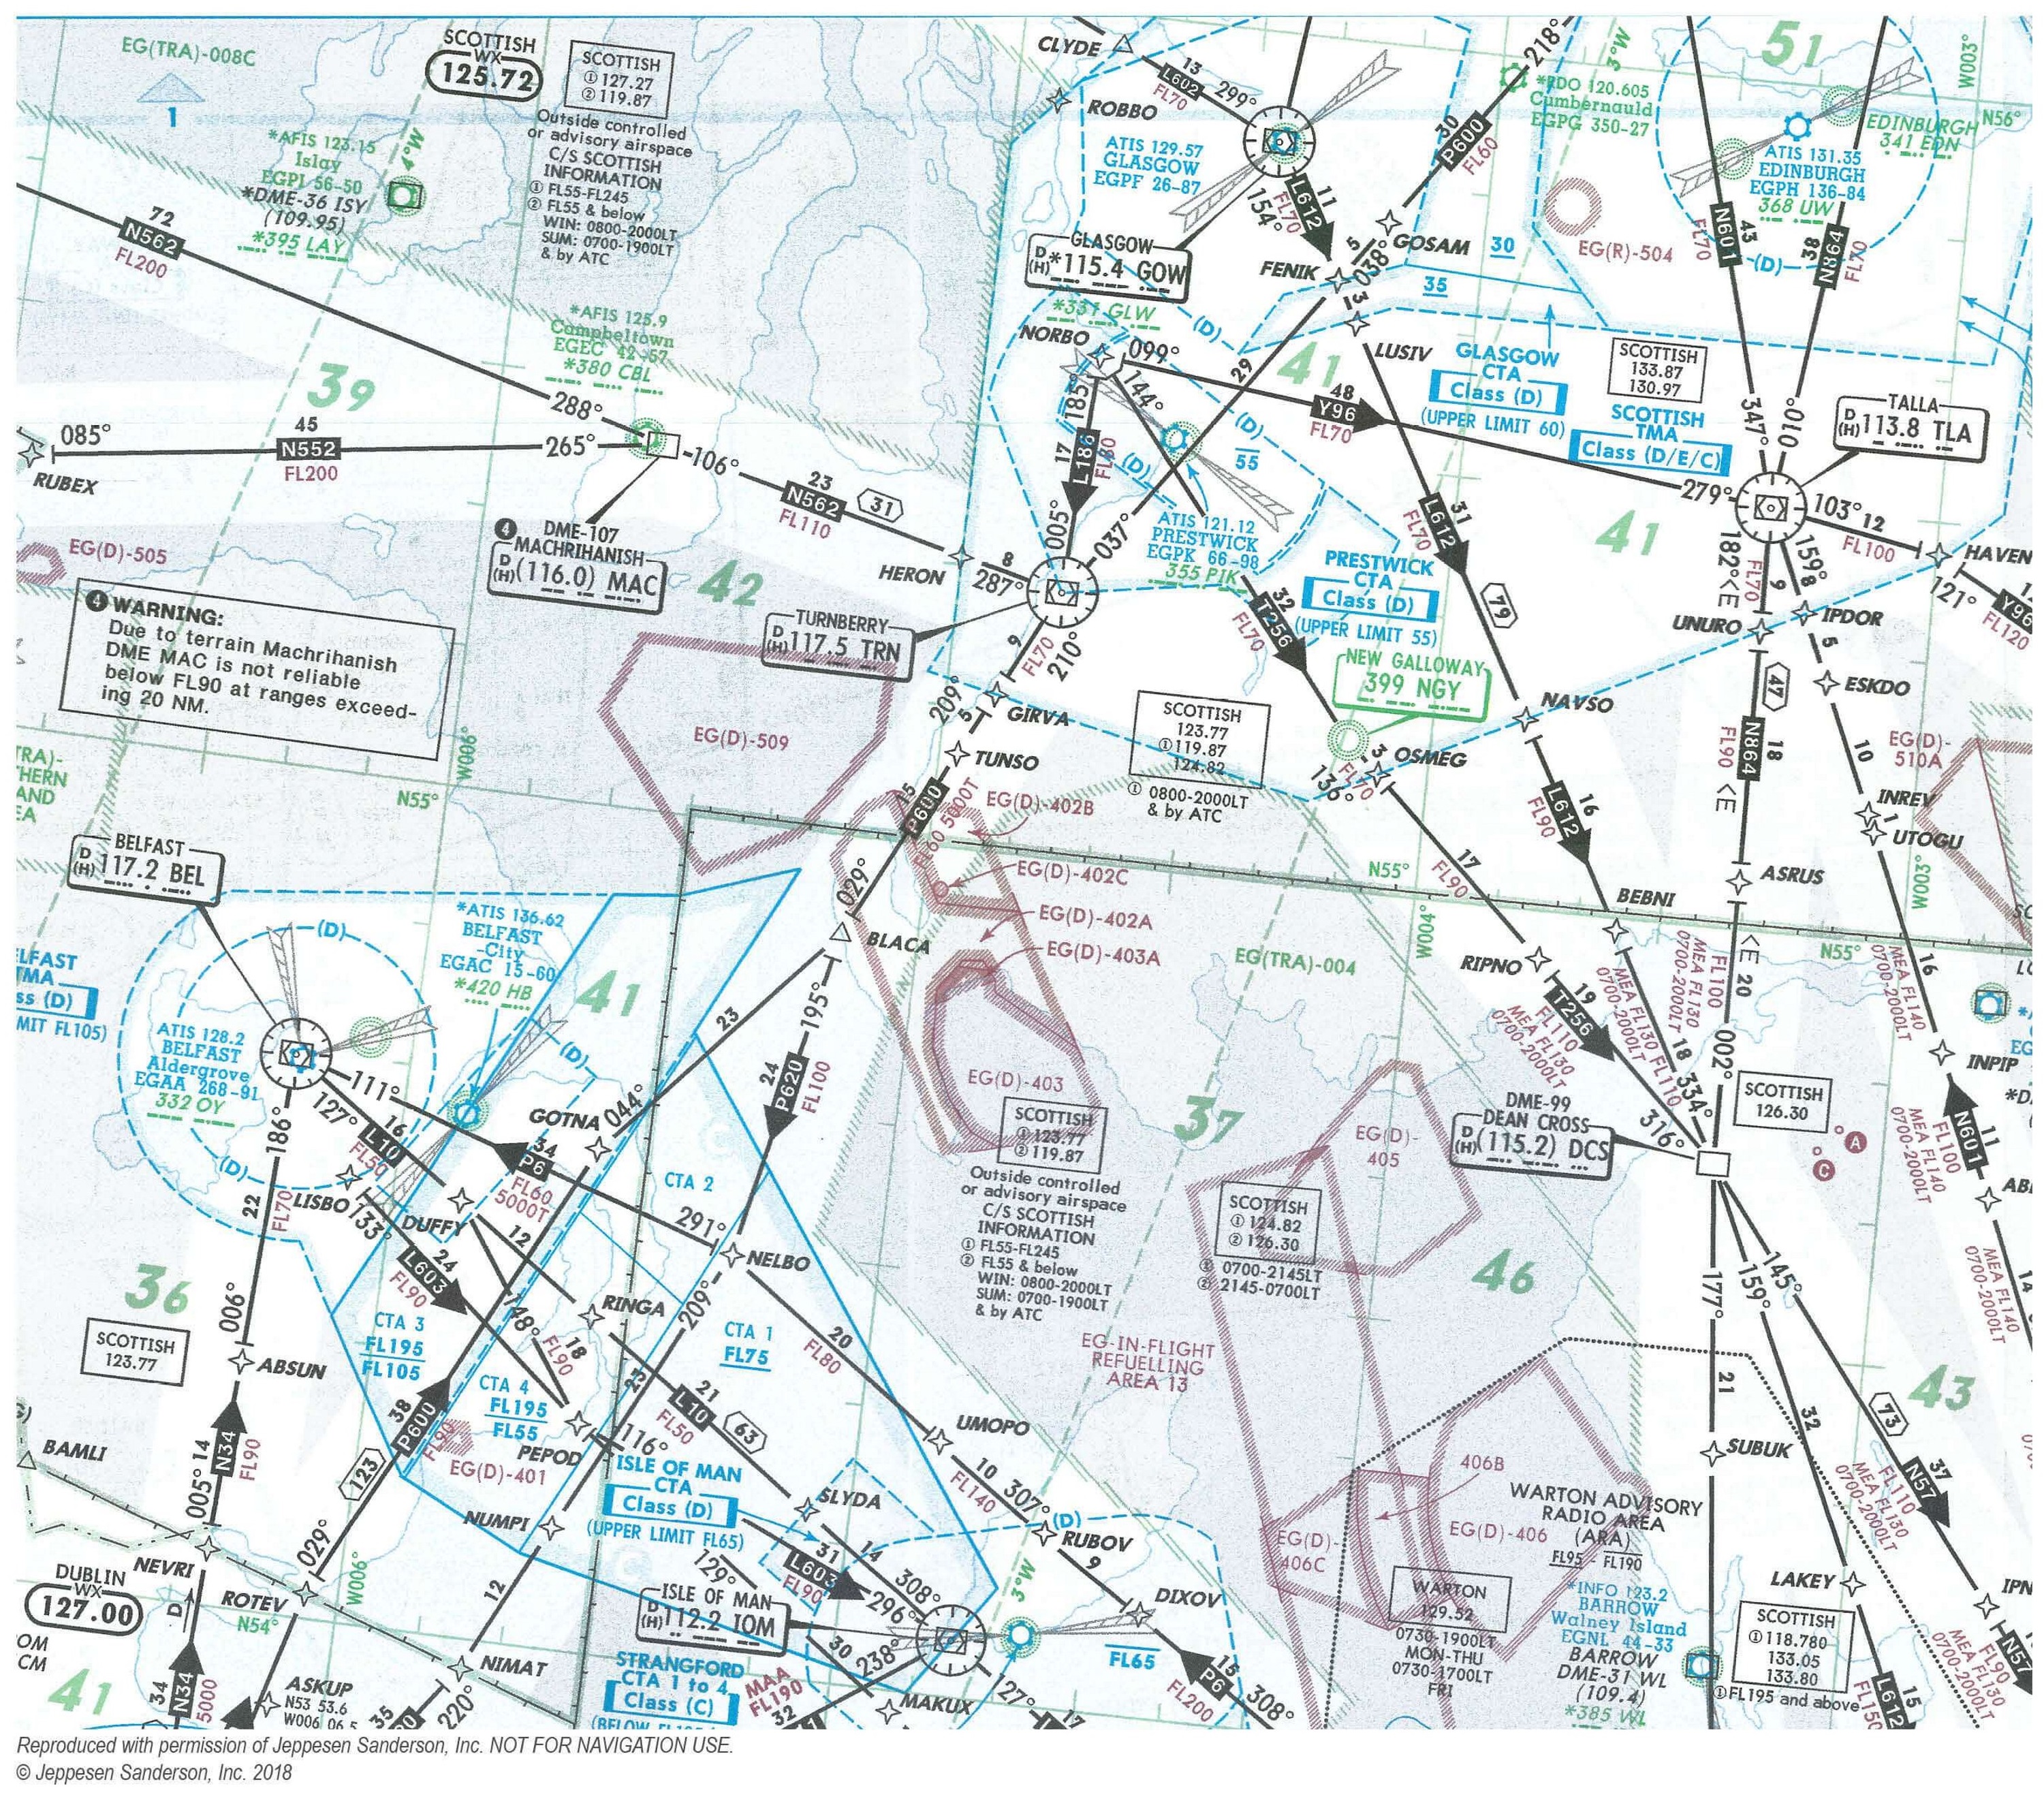 EG(TRA)-008C
1
SCOTTISH
WX
125.72
SCOTTISH
① 127.27
② 119.87
Outside controlled
or advisory airspace
C/S SCOTTISH
INFORMATION
① FL55-FL245
② FL55 & below
WIN: 0800-2000LT
SUM: 0700-1900LT
& by ATC
*AFIS 123.15
Islay
EGPI 56-50
*DME-36 ISY
(109.95)
*395 LAY
4°W
72
N562
FL200
CLYDE
13
L602
FL70
299°
ROBBO
ATIS 129.57
GLASGOW
EGPF 26-87
11
L612
FL70
154°
GLASGOW
D
(H)
*115.4 GOW
*331 GLW
30
P600
FL60
218°
3°W
*RDO 120.605
Cumbernauld
EGPG 350-27
51
W003°
N56°
EDINBURGH
341 EDN
ATIS 131.35
EDINBURGH
EGPH 136-84
368 UW
43
N601
FL70
38
N864
FL70
(D)
EG(R)-504
GOSAM
30
FENIK
5
038°
35
3
LUSIV
*AFIS 125.9
Campbeltown
EGEC 42-57
*380 CBL
39
NORBO
(D)
099°
144°
185°
29
41
GLASGOW
CTA
Class (D)
(UPPER LIMIT 60)
SCOTTISH
133.87
130.97
SCOTTISH
TMA
Class (D/E/C)
48
Y96
FL70
347°
010°
TALLA
D
(H)
113.8 TLA
085°
45
N552
FL200
RUBEX
288°
265°
106°
23
N562
FL110
31
17
L186
FL80
(D)
(D)
55
31
L612
FL70
279°
103°
12
FL100
HAVEN
121°
Y96
FL120
④ DME-107
MACHRIHANISH
D
(H)
(116.0) MAC
EG(D)-505
42
HERON
8
287°
005°
037°
ATIS 121.12
PRESTWICK
EGPK 66-98
355 PIK
PRESTWICK
CTA
Class (D)
(UPPER LIMIT 55)
41
79
182°
<E
FL70
9
159°
8
UNURO
IPDOR
5
ESKDO
④ WARNING:
Due to terrain Machrihanish
DME MAC is not reliable
below FL90 at ranges exceed-
ing 20 NM.
TURNBERRY
D
(H)
117.5 TRN
9
FL70
210°
32
T256
FL70
NEW GALLOWAY
399 NGY
NAVSO
47
18
N864
FL90
<E
10
EG(D)-
510A
209°
5
GIRVA
TUNSO
EG(D)-509
SCOTTISH
123.77
①119.87
124.82
① 0800-2000LT
& by ATC
3
OSMEG
136°
FL70
16
L612
FL90
INREV
1
UTOGU
W006°
N55°
15
P600
FL60 5000T
EG(D)-402B
EG(D)-402C
EG(D)-402A
EG(D)-403A
029°
N55°
17
FL90
BEBNI
ASRUS
W003°
BELFAST
D
(H)
117.2 BEL
*ATIS 136.62
BELFAST
-City
EGAC 15-60
*420 HB
41
(D)
BLACA
195°
EG(TRA)-004
W004°
RIPNO
<E
20
FL100
MEA FL130
0700-2000LT
N55°
16
MEA FL140
0700-2000LT
ATIS 128.2
BELFAST
Aldergrove
EGAA 268-91
332 OY
(D)
23
24
P620
FL100
EG(D)-403
19
T256
FL110
MEA FL130
0700-2000LT
18
FL110
MEA FL130
0700-2000LT
002°
334°
316°
INPIP
111°
127°
16
L10
FL50
GOTNA
044°
34
P6
FL60
5000T
186°
(D)
SCOTTISH
① 123.77
② 119.87
Outside controlled
or advisory airspace
C/S SCOTTISH
INFORMATION
① FL55-FL245
② FL55 & below
WIN: 0800-2000LT
SUM: 0700-1900LT
& by ATC
37
EG(D)-
405
DME-99
DEAN CROSS
D
(H)
(115.2) DCS
SCOTTISH
126.30
A
C
11
N601
FL100
MEA FL140
0700-2000LT
22
FL70
LISBO
133°
DUFFY
12
CTA 2
291°
NELBO
SCOTTISH
① 124.82
② 126.30
① 0700-2145LT
② 2145-0700LT
46
24
L603
FL90
36
SCOTTISH
123.77
006°
ABSUN
RINGA
209°
148°
18
FL90
CTA 3
FL195
FL105
CTA 1
FL75
20
FL80
EG-IN-FLIGHT
REFUELLING
AREA 13
177°
159°
145°
14
MEA FL140
0700-2000LT
43
CTA 4
FL195
FL55
25
21
L10
FL50
63
21
32
73
38
P600
FL90
EG(D)-401
PEPOD
116°
UMOPO
BAMLI
14
N34
FL90
005°
123
ISLE OF MAN
CTA
Class (D)
(UPPER LIMIT FL65)
SLYDA
10
FL140
307°
RUBOV
(D)
406B
EG(D)-
406C
EG(D)-406
WARTON ADVISORY
RADIO AREA
(ARA)
FL95 - FL190
SUBUK
37
N57
FL110
MEA FL130
0700-2000LT
NUMPI
NEVRI
029°
ROTEV
W006°
N54°
DUBLIN
WX
127.00
D
12
129°
31
L603
FL90
14
308°
296°
9
3°W
DIXOV
ISLE OF MAN
D
(H)
112.2 IOM
WARTON
129.52
0730-1900LT
MON-THU
0730-1700LT
FRI
*INFO 123.2
BARROW
Walney Island
EGNL 44-33
BARROW
DME-31 WL
(109.4)
*385 WL
LAKEY
SCOTTISH
①118.780
133.05
133.80
①FL195 and above
N57
FL90
MEA FL130
0700-2000LT
41
34
N34
5000
ASKUP
N53 53.6
W006 06.5
NIMAT
35
220°
STRANGFORD
CTA 1 to 4
Class (C)
MAA
FL190
30
238°
32
MAKUX
127°
17
FL65
15
P6
FL200
308°
15
L612
FL150
Reproduced with permission of Jeppesen Sanderson, Inc. NOT FOR NAVIGATION USE.
© Jeppesen Sanderson, Inc. 2018